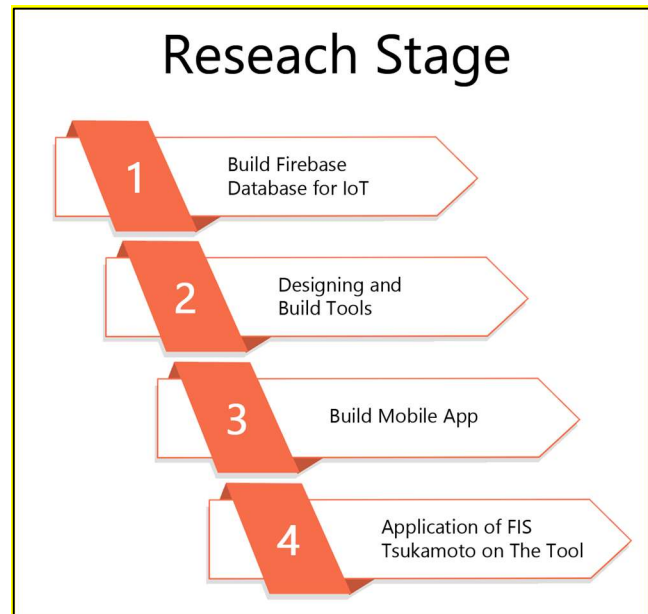 Reseach Stage
1
Build Firebase
Database for IoT
2
Designing and
Build Tools
3
Build Mobile App
4
Application of FIS
Tsukamoto on The Tool